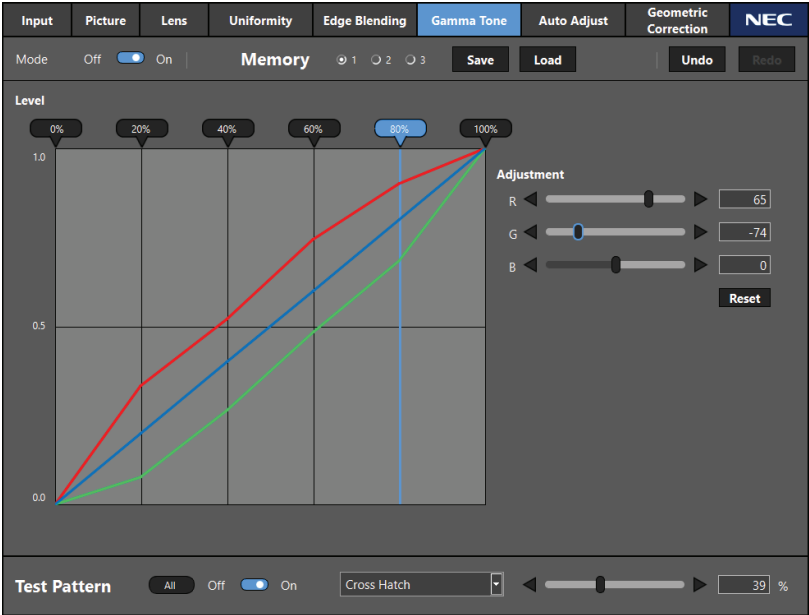 Input Picture Lens Uniformity Edge Blending Gamma Tone Auto Adjust Geometric Correction NEC
Mode Off On Memory 1 2 3 Save Load Undo Redo
Level
0% 20% 40% 60% 80% 100%
1.0
Adjustment
R 65
G -74
B 0
Reset
0.5
0.0
Test Pattern All Off On Cross Hatch 39 %